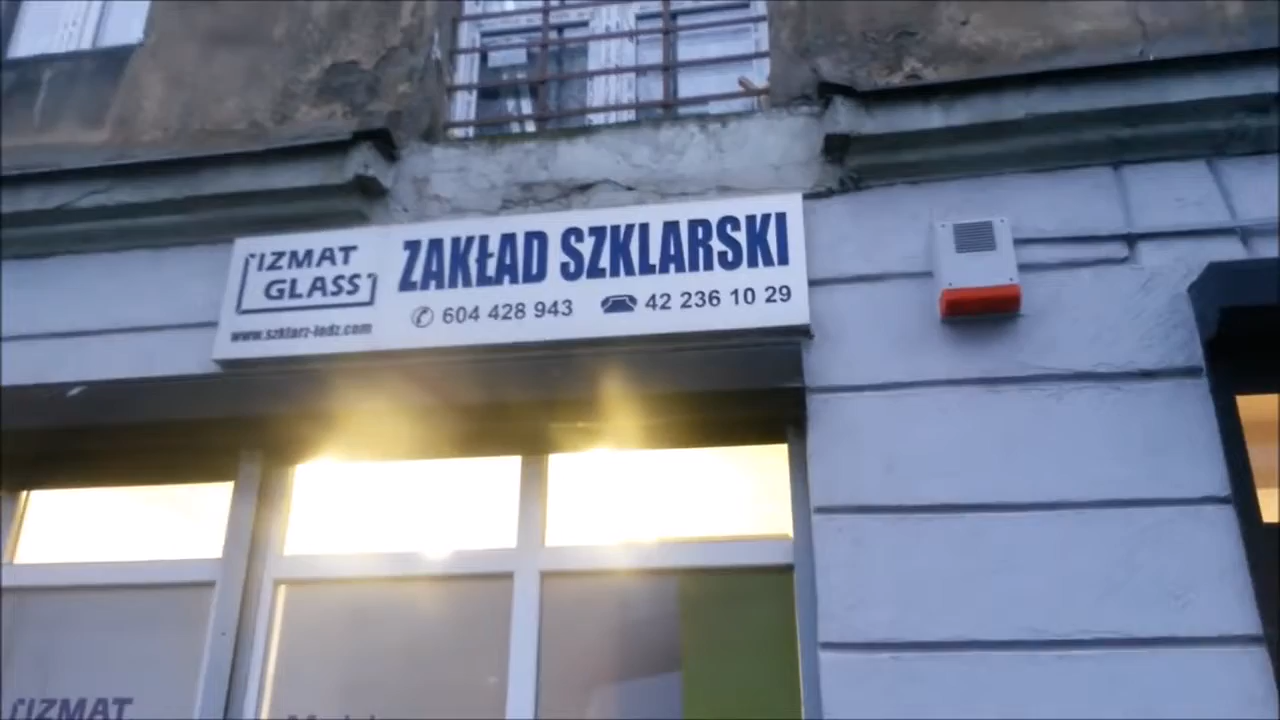 IZMAT
GLASS
www.szklarz-lodz.com
ZAKŁAD SZKLARSKI
604 428 943 42 236 10 29
IZMAT